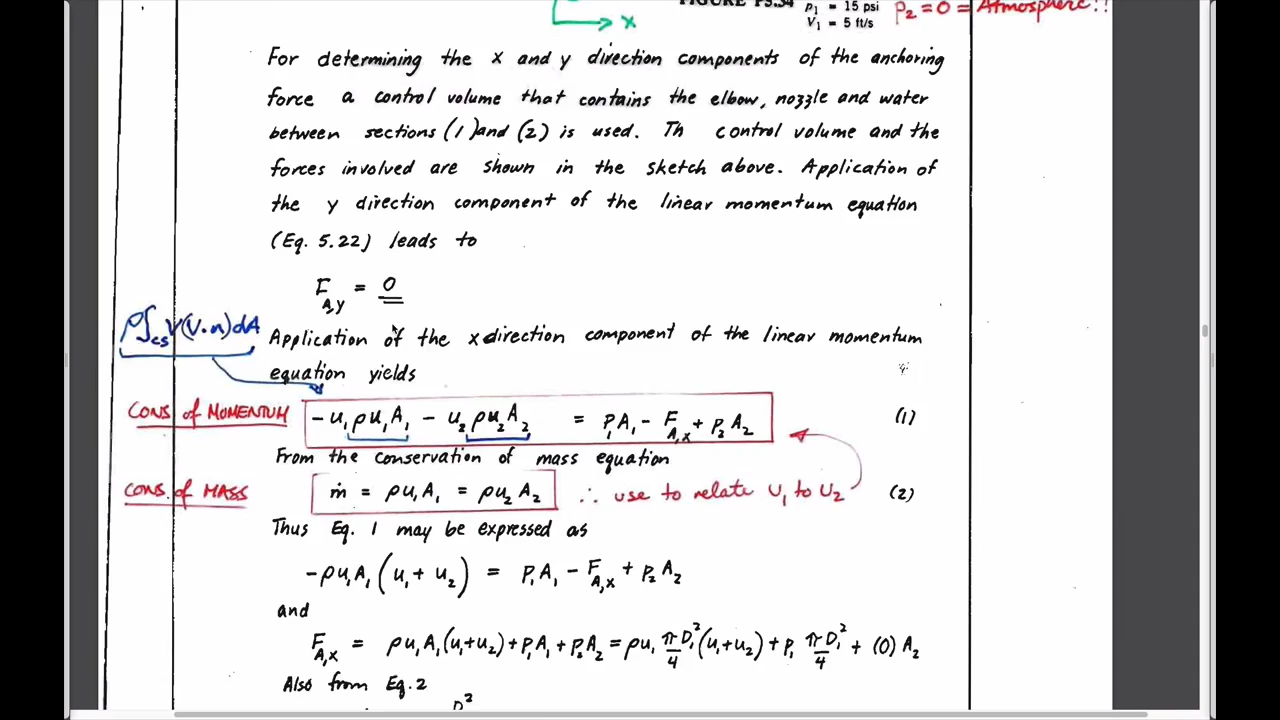 x
p₁ = 15 psi
V₁ = 5 ft/s
p₂ = 0 = Atmosphere!!
For determining the x and y direction components of the anchoring
force a control volume that contains the elbow, nozzle and water
between sections (1) and (2) is used. Th control volume and the
forces involved are shown in the sketch above. Application of
the y direction component of the linear momentum equation
(Eq. 5.22) leads to
F_A,y = 0
ρ∫cs V(V·n)dA
Application of the x direction component of the linear momentum
equation yields
CONS of MOMENTUM
-u₁ρu₁A₁ - u₂ρu₂A₂ = p₁A₁ - F_A,x + p₂A₂ (1)
From the conservation of mass equation
CONS. of MASS
ṁ = ρu₁A₁ = ρu₂A₂ ∴ use to relate U₁ to U₂ (2)
Thus Eq. 1 may be expressed as
-ρu₁A₁(u₁ + u₂) = p₁A₁ - F_A,x + p₂A₂
and
F_A,x = ρu₁A₁(u₁+u₂) + p₁A₁ + p₂A₂ = ρu₁ πD₁²/4 (u₁+u₂) + p₁ πD₁²/4 + (0) A₂
Also from Eq. 2